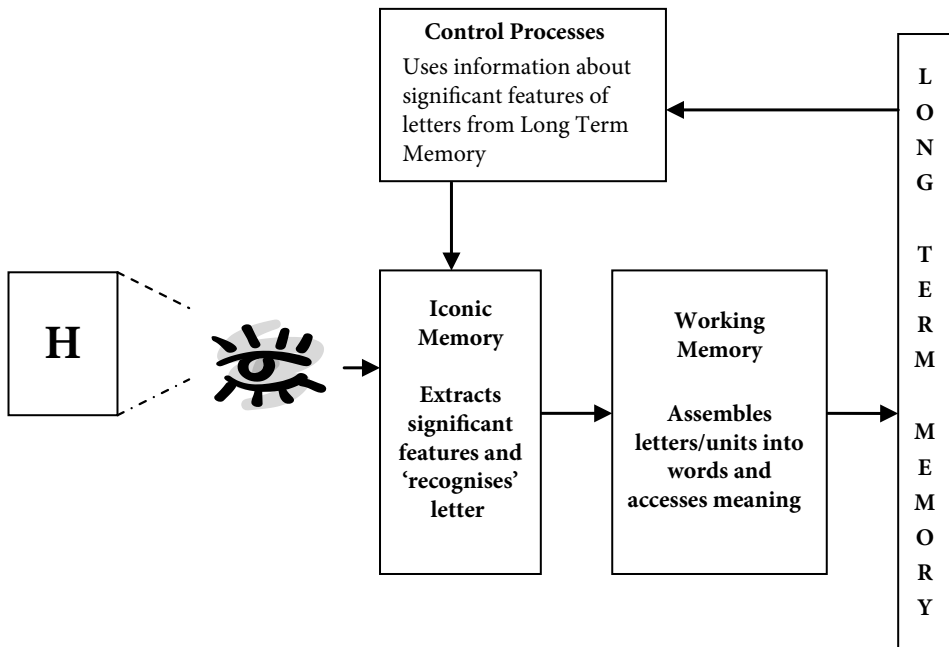 Control Processes
Uses information about
significant features of
letters from Long Term
Memory
H
Iconic
Memory
Extracts
significant
features and
‘recognises’
letter
Working
Memory
Assembles
letters/units into
words and
accesses meaning
L
O
N
G
T
E
R
M
M
E
M
O
R
Y